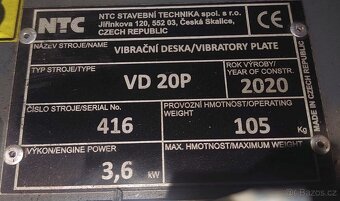 NTC
NTC STAVEBNÍ TECHNIKA spol. s r.o.
Jiřinkova 120, 552 03, Česká Skalice,
CZECH REPUBLIC
CE
NÁZEV STROJE/NAME
VIBRAČNÍ DESKA/VIBRATORY PLATE
TYP STROJE/TYPE
VD 20P
ROK VÝROBY/
YEAR OF CONSTR.
2020
ČÍSLO STROJE/SERIAL No.
416
PROVOZNÍ HMOTNOST/OPERATING
WEIGHT
105
Kg
VÝKON/ENGINE POWER
3,6
kW
MAX. HMOTNOST/MAXIMUM WEIGHT
MADE IN CZECH REPUBLIC
Bazoš.cz